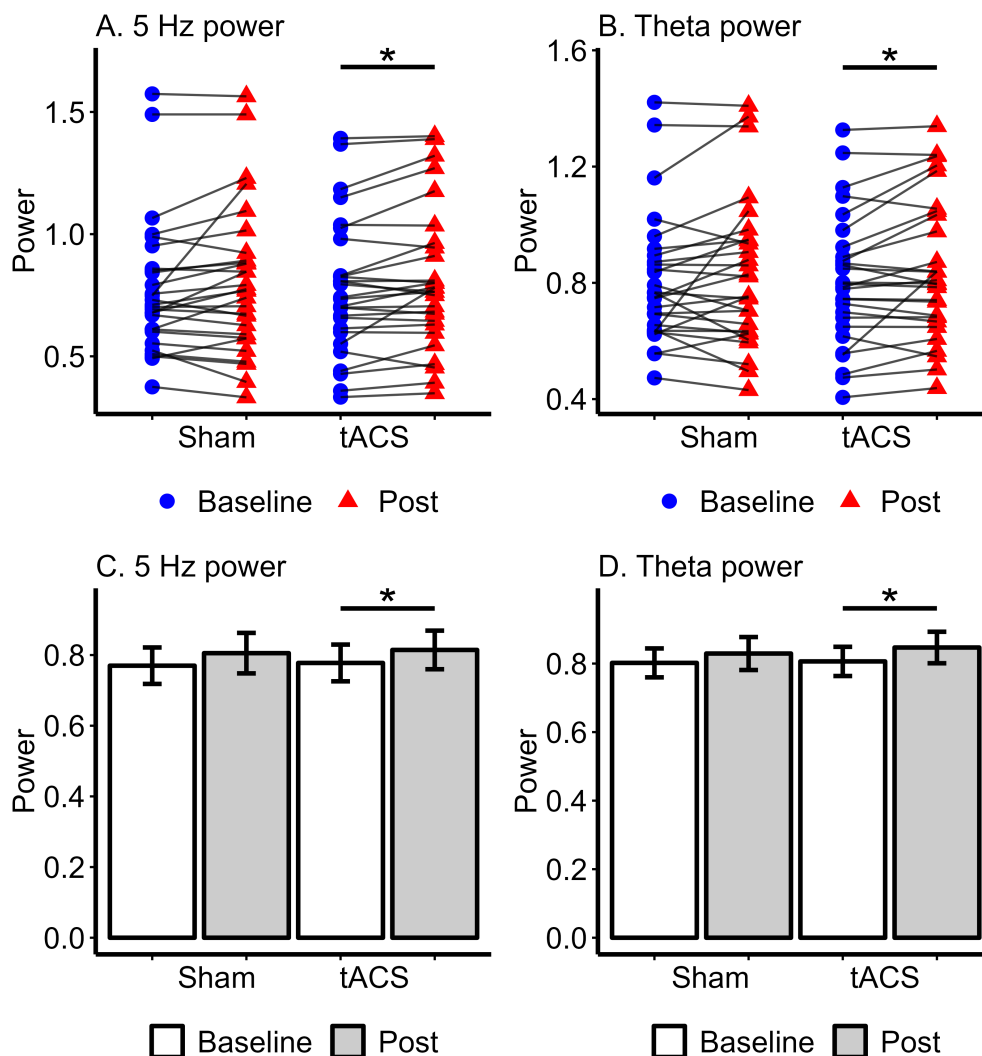 A. 5 Hz power
*
1.5
1.0
0.5
Power
Sham tACS
Baseline Post
B. Theta power
*
1.6
1.2
0.8
0.4
Power
Sham tACS
Baseline Post
C. 5 Hz power
*
0.8
0.6
0.4
0.2
0.0
Power
Sham tACS
Baseline Post
D. Theta power
*
0.8
0.6
0.4
0.2
0.0
Power
Sham tACS
Baseline Post